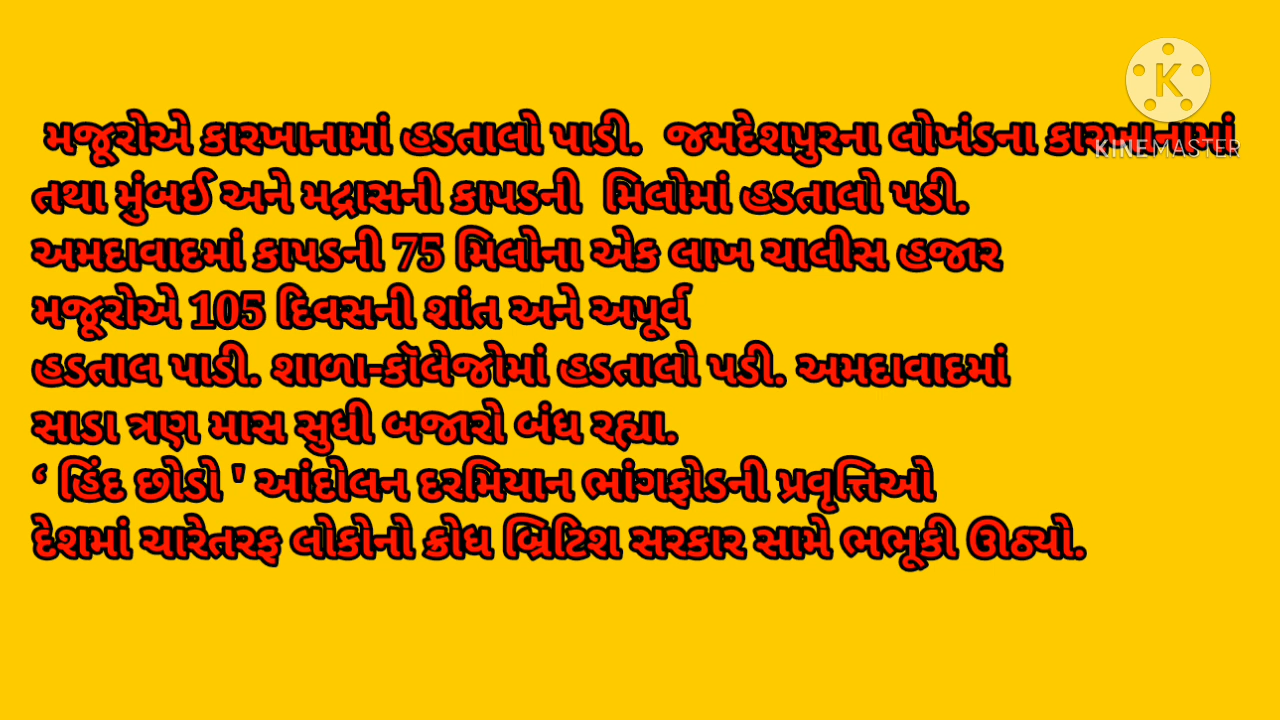 મજૂરોએ કારખાનામાં હડતાલો પાડી. જમદેશપુરના લોખંડના કારખાનામાં
તથા મુંબઈ અને મદ્રાસની કાપડની મિલોમાં હડતાલો પડી.
અમદાવાદમાં કાપડની 75 મિલોના એક લાખ ચાલીસ હજાર
મજૂરોએ 105 દિવસની શાંત અને અપૂર્વ
હડતાલ પાડી. શાળા-કૉલેજોમાં હડતાલો પડી. અમદાવાદમાં
સાડા ત્રણ માસ સુધી બજારો બંધ રહ્યા.
‘ હિંદ છોડો ' આંદોલન દરમિયાન ભાંગફોડની પ્રવૃત્તિઓ
દેશમાં ચારેતરફ લોકોનો ક્રોધ બ્રિટિશ સરકાર સામે ભભૂકી ઊઠ્યો.
K
KINEMASTER